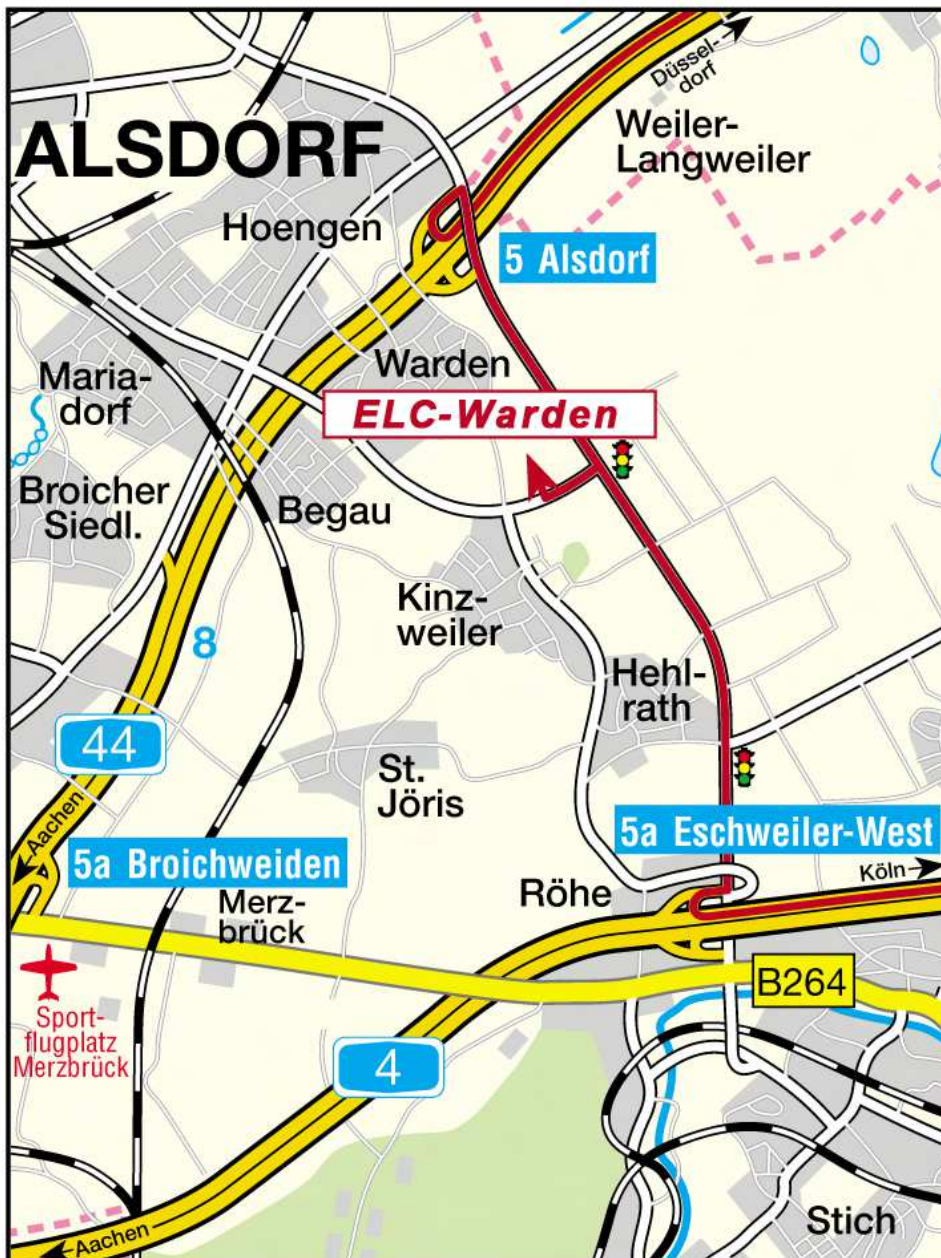 Düssel-
dorf
Weiler-
Langweiler
ALSDORF
Hoengen
5 Alsdorf
Warden
Maria-
dorf
ELC-Warden
Broicher
Siedl.
Begau
Kinz-
weiler
8
Hehl-
rath
44
St.
Jöris
Aachen
5a Broichweiden
5a Eschweiler-West
Köln
Röhe
Merz-
brück
B264
Sport-
flugplatz
Merzbrück
4
Stich
Aachen